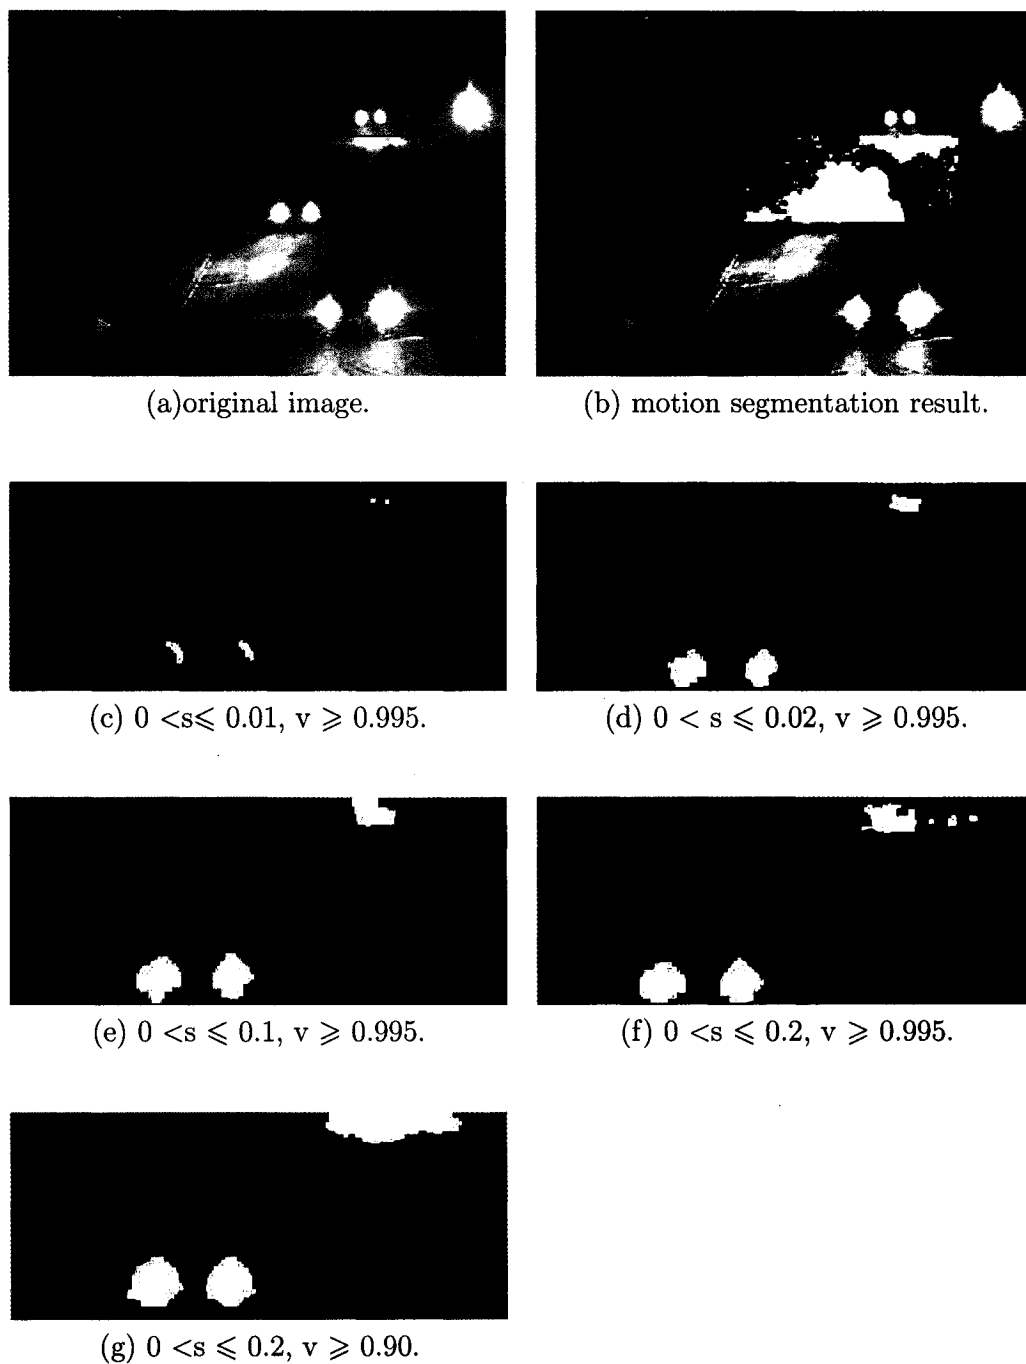 (a)original image.
(b) motion segmentation result.
(c) 0 <s⩽ 0.01, v ⩾ 0.995.
(d) 0 < s ⩽ 0.02, v ⩾ 0.995.
(e) 0 <s ⩽ 0.1, v ⩾ 0.995.
(f) 0 <s ⩽ 0.2, v ⩾ 0.995.
(g) 0 <s ⩽ 0.2, v ⩾ 0.90.